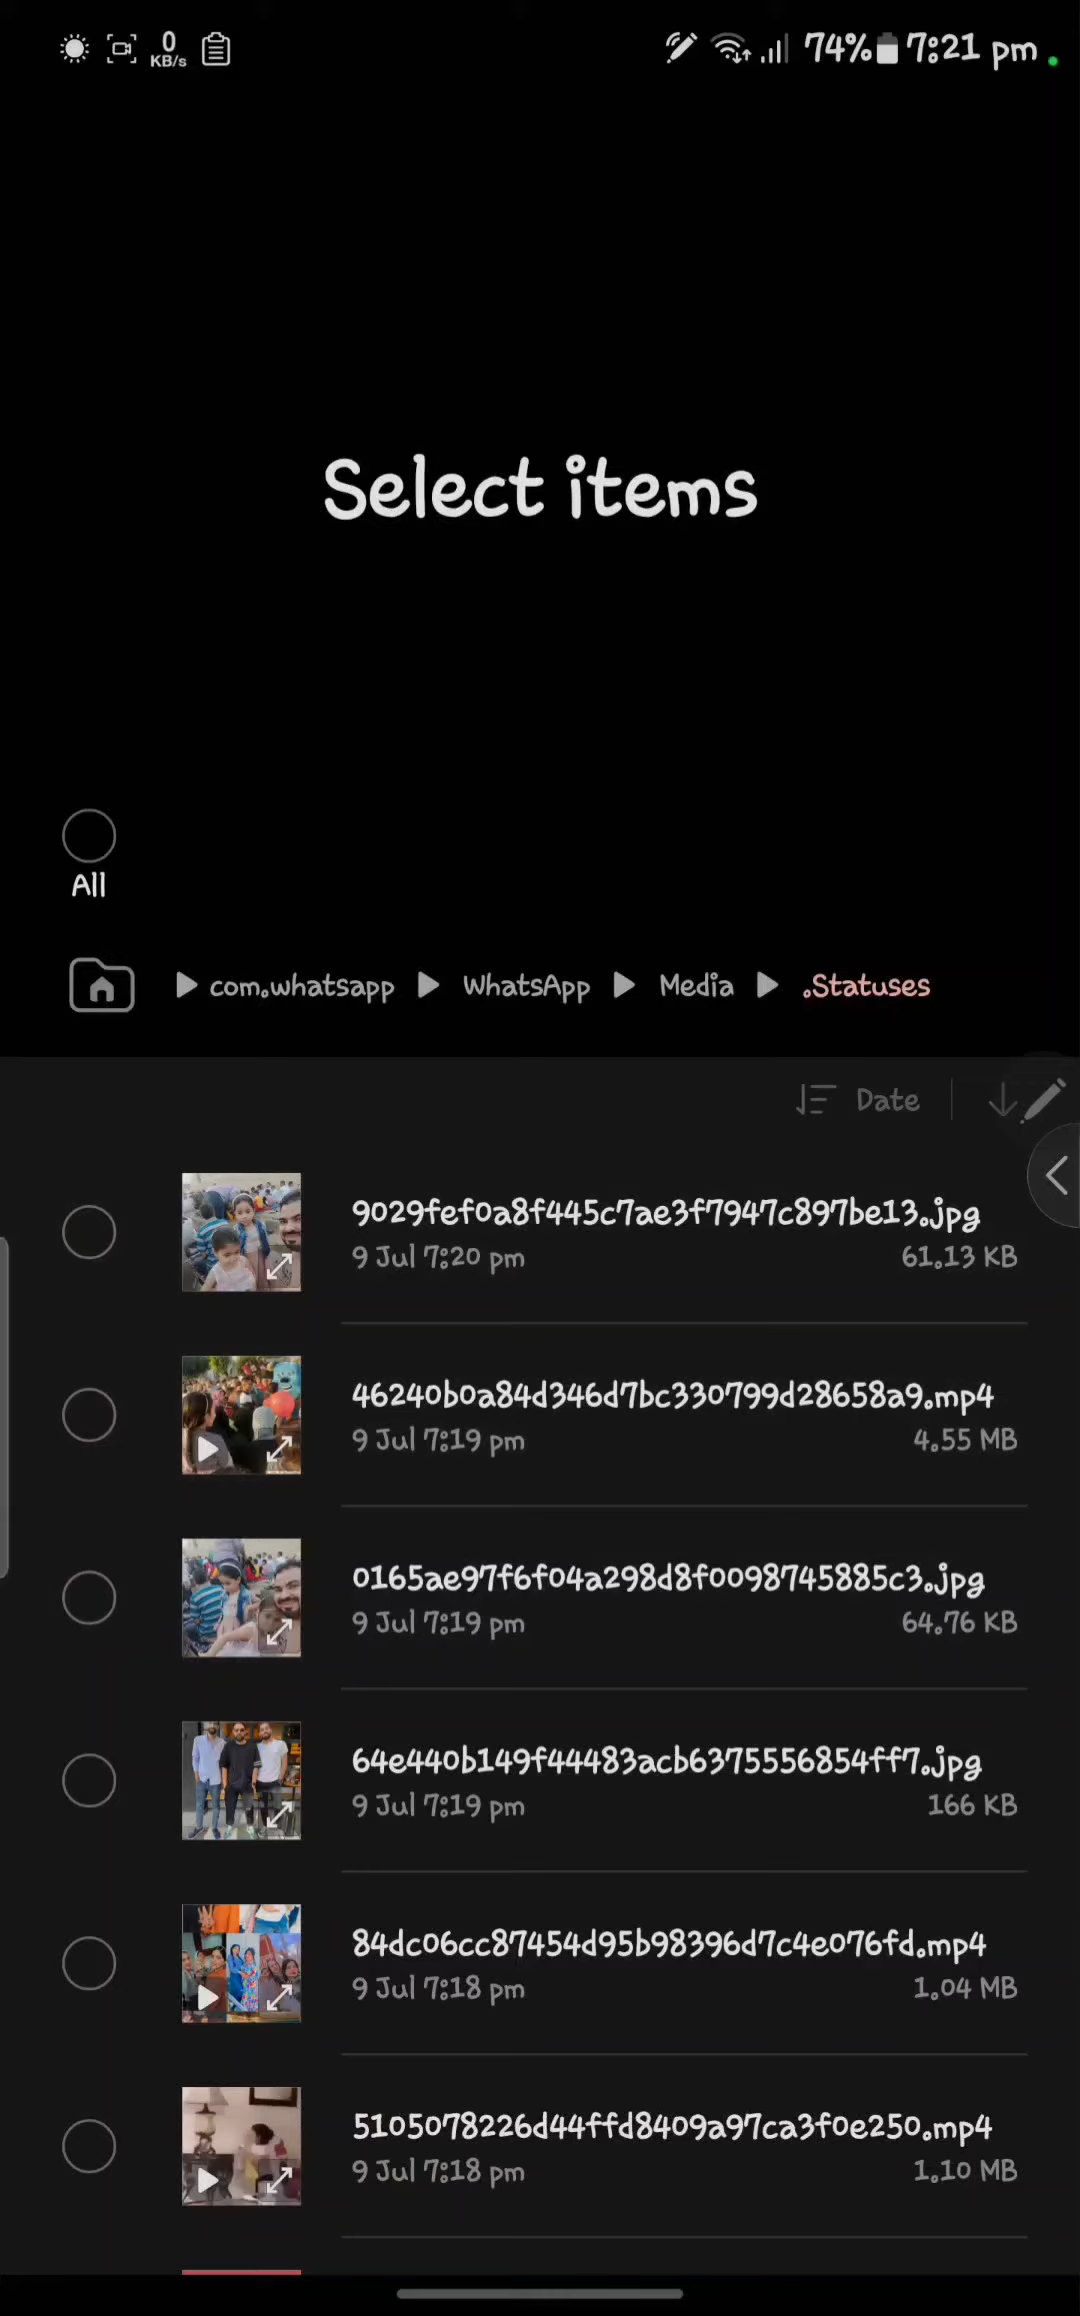 0
KB/s
74% 7:21 pm
Select items
All
com.whatsapp WhatsApp Media .Statuses
Date
9029fef0a8f445c7ae3f7947c897be13.jpg
9 Jul 7:20 pm 61.13 KB
46240b0a84d346d7bc330799d28658a9.mp4
9 Jul 7:19 pm 4.55 MB
0165ae97f6f04a298d8f0098745885c3.jpg
9 Jul 7:19 pm 64.76 KB
64e440b149f44483acb6375556854ff7.jpg
9 Jul 7:19 pm 166 KB
84dc06cc87454d95b98396d7c4e076fd.mp4
9 Jul 7:18 pm 1.04 MB
5105078226d44ffd8409a97ca3f0e250.mp4
9 Jul 7:18 pm 1.10 MB